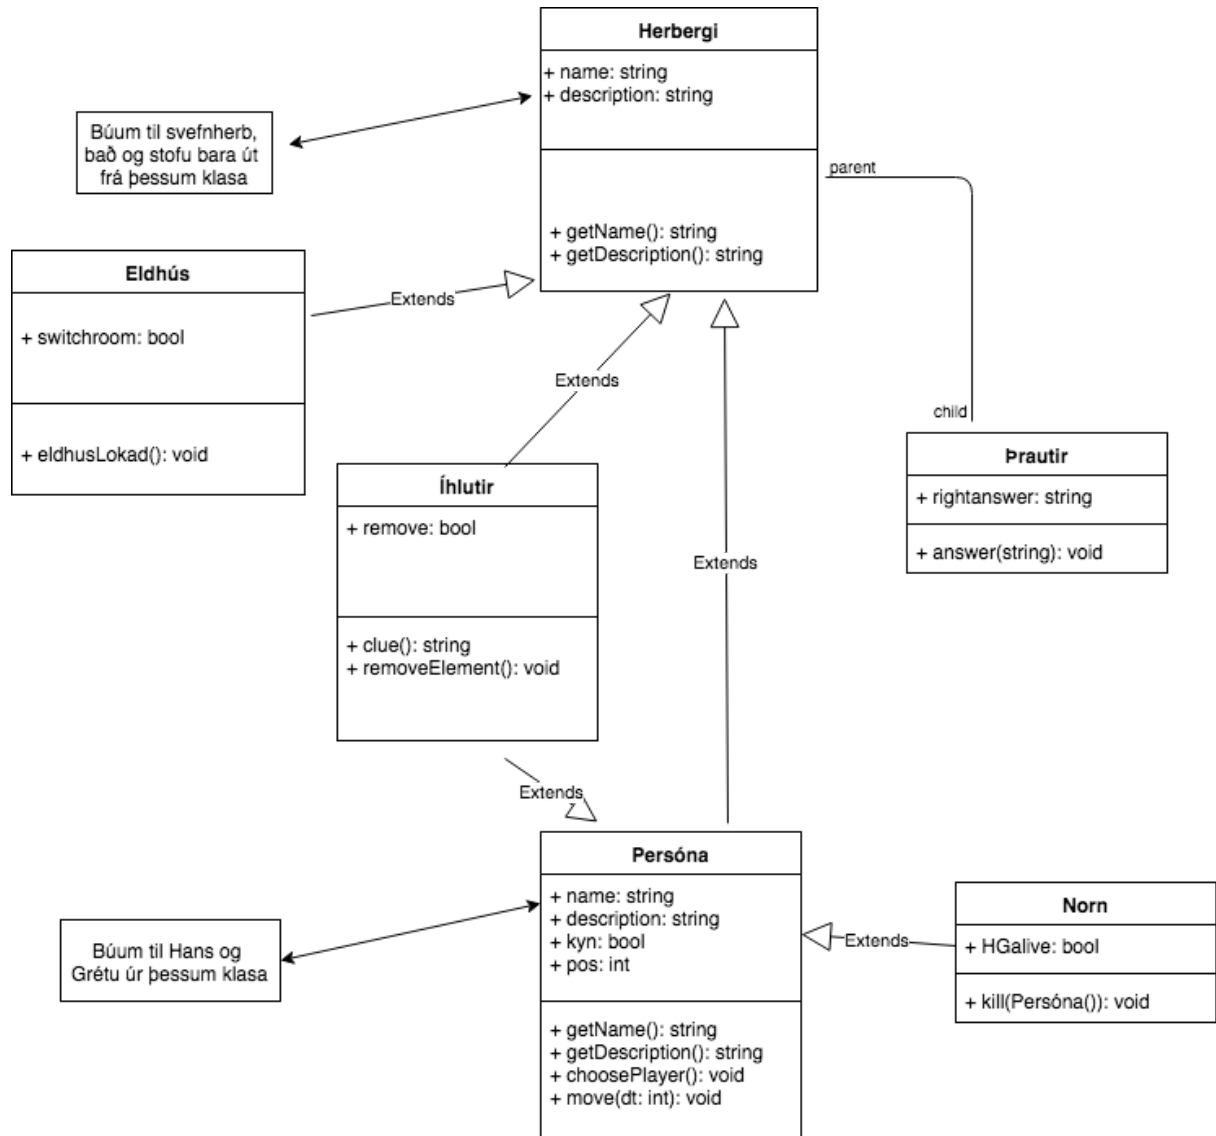 Herbergi
+ name: string
+ description: string
+ getName(): string
+ getDescription(): string
Búum til svefnherb,
bað og stofu bara út
frá þessum klasa
parent
child
Eldhús
+ switchroom: bool
+ eldhusLokad(): void
Extends
Extends
Extends
Þrautir
+ rightanswer: string
+ answer(string): void
Íhlutir
+ remove: bool
+ clue(): string
+ removeElement(): void
Extends
Persóna
+ name: string
+ description: string
+ kyn: bool
+ pos: int
+ getName(): string
+ getDescription(): string
+ choosePlayer(): void
+ move(dt: int): void
Búum til Hans og
Grétu úr þessum klasa
Extends
Norn
+ HGalive: bool
+ kill(Persóna()): void